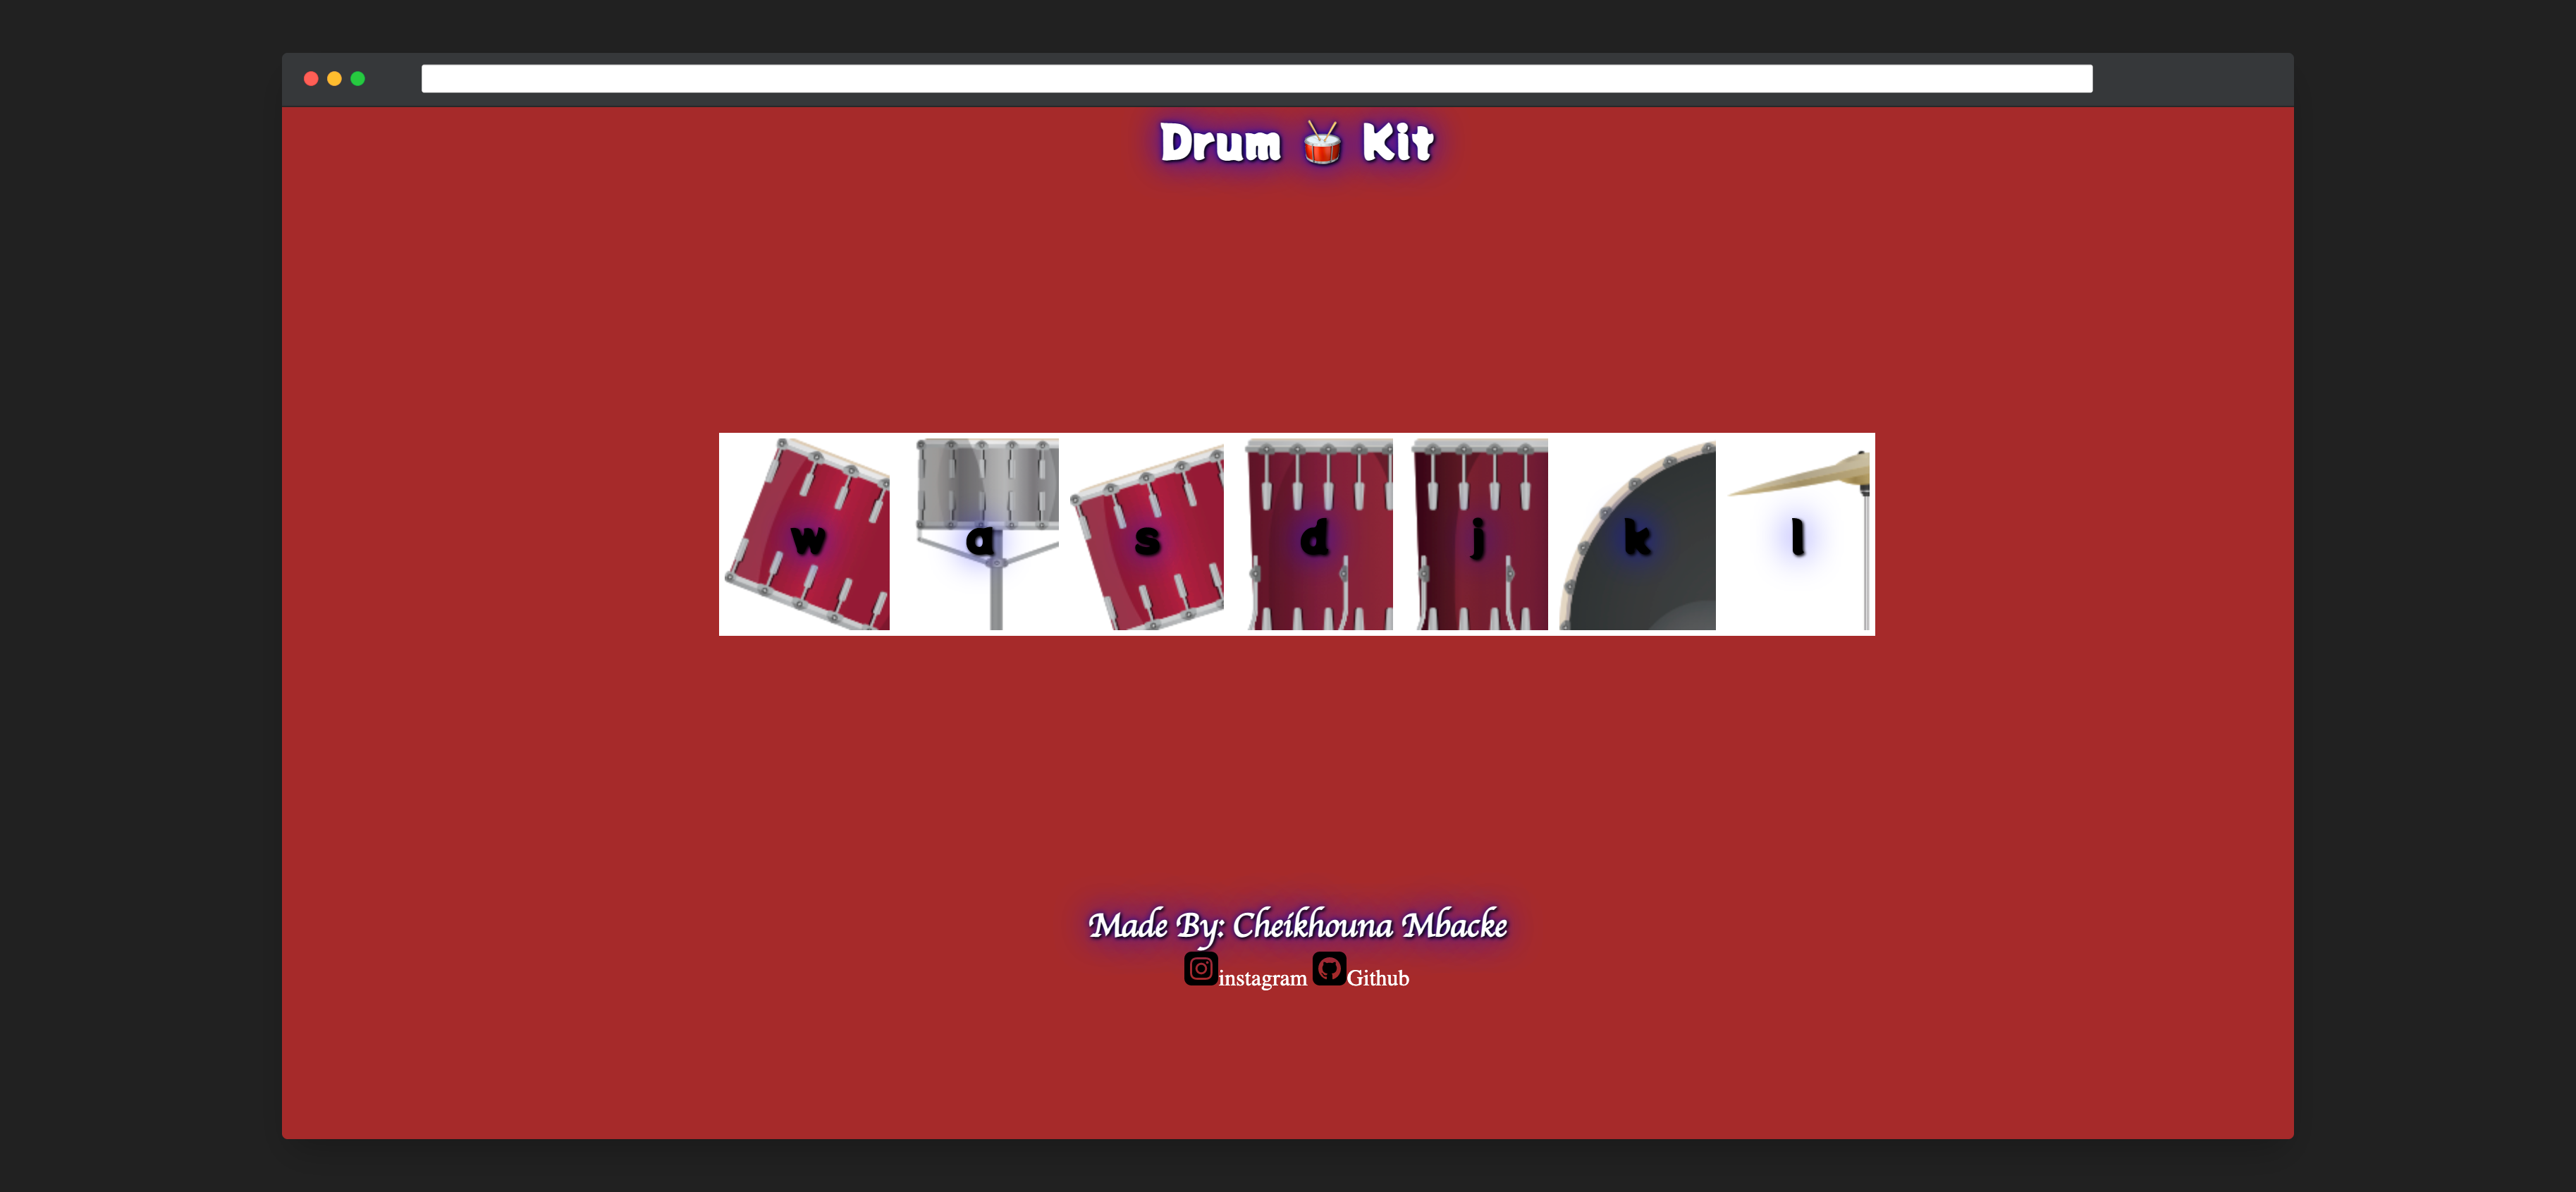 Drum 🥁 Kit
w a s d j k l
Made By: Cheikhouna Mbacke
instagram Github